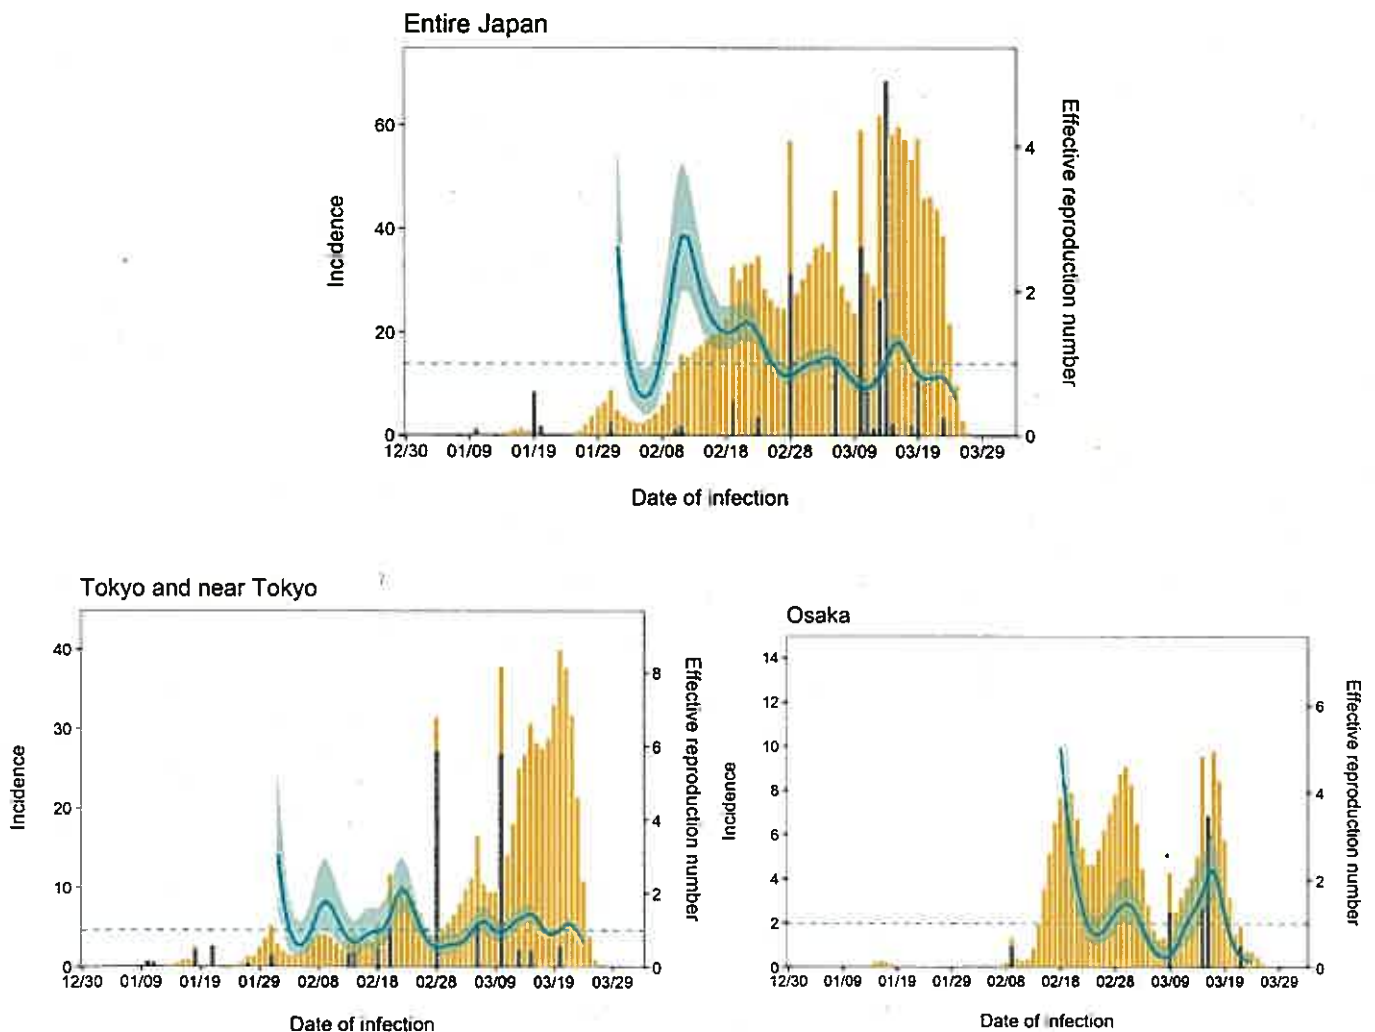 Entire Japan
60
40
20
0
Incidence
4
2
0
Effective reproduction number
12/30 01/09 01/19 01/29 02/08 02/18 02/28 03/09 03/19 03/29
Date of infection
Tokyo and near Tokyo
40
30
20
10
0
Incidence
8
6
4
2
0
Effective reproduction number
12/30 01/09 01/19 01/29 02/08 02/18 02/28 03/09 03/19 03/29
Date of infection
Osaka
14
12
10
8
6
4
2
0
Incidence
6
4
2
0
Effective reproduction number
12/30 01/09 01/19 01/29 02/08 02/18 02/28 03/09 03/19 03/29
Date of infection